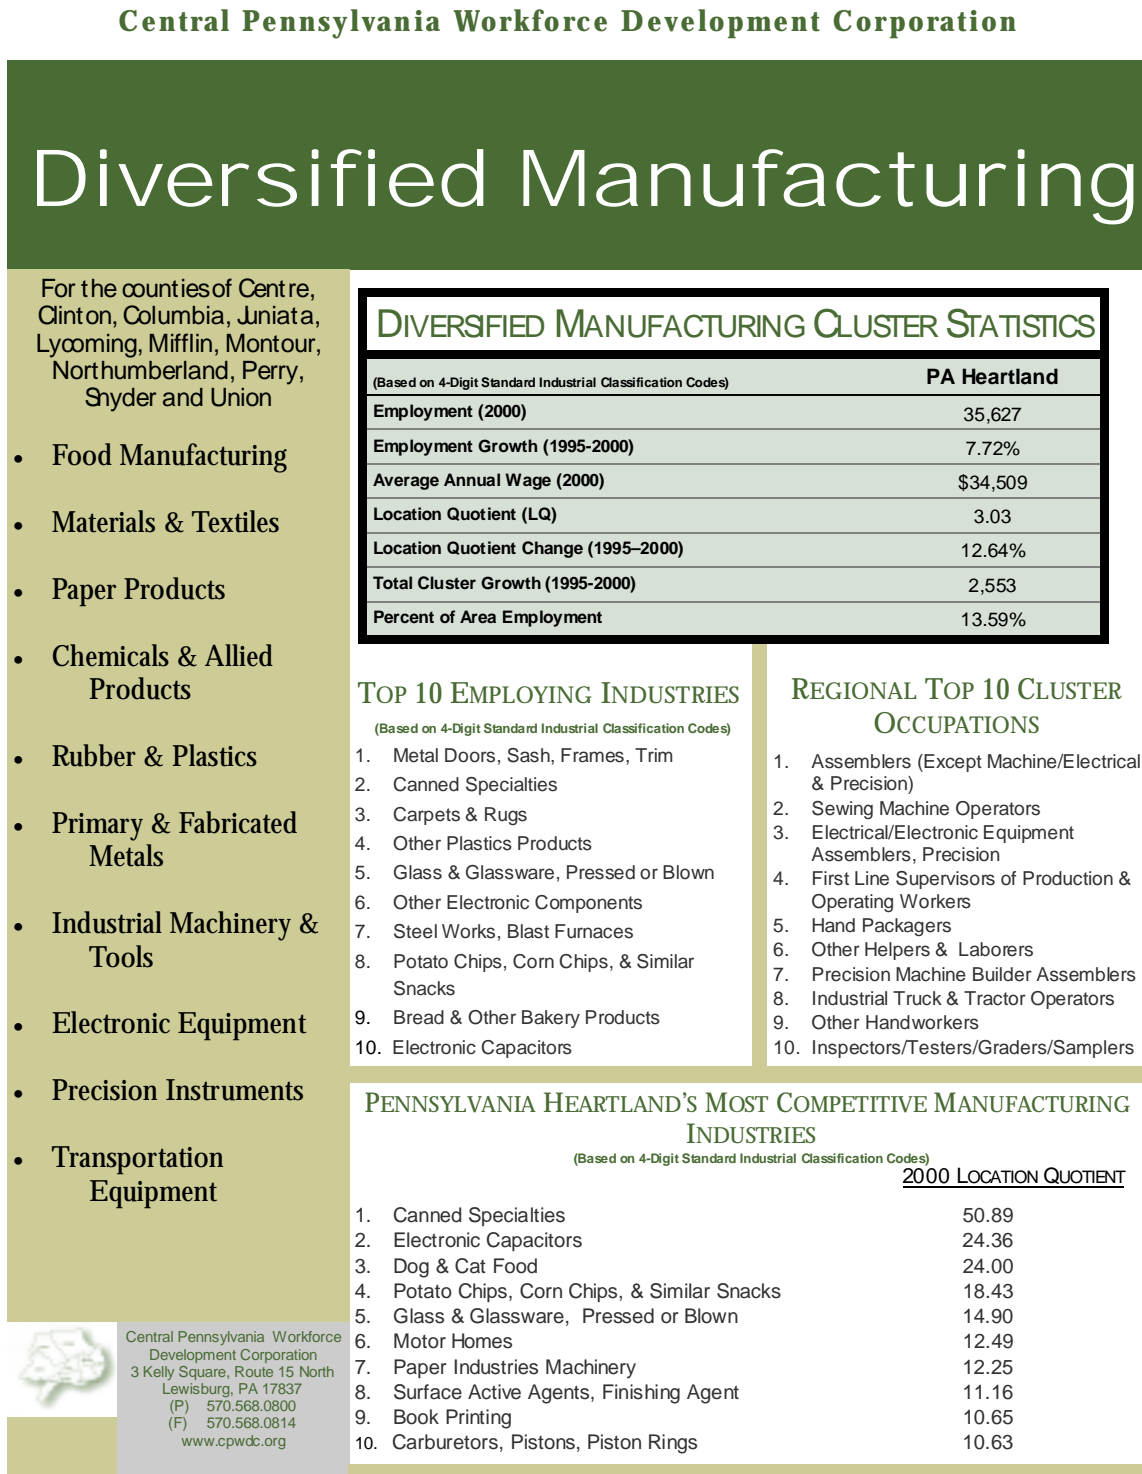 Central Pennsylvania Workforce Development Corporation
Diversified Manufacturing
For the counties of Centre,
Clinton, Columbia, Juniata,
Lycoming, Mifflin, Montour,
Northumberland, Perry,
Snyder and Union
• Food Manufacturing
• Materials & Textiles
• Paper Products
• Chemicals & Allied
Products
• Rubber & Plastics
• Primary & Fabricated
Metals
• Industrial Machinery &
Tools
• Electronic Equipment
• Precision Instruments
• Transportation
Equipment
Central Pennsylvania Workforce
Development Corporation
3 Kelly Square, Route 15 North
Lewisburg, PA 17837
(P) 570.568.0800
(F) 570.568.0814
www.cpwdc.org
DIVERSIFIED MANUFACTURING CLUSTER STATISTICS
(Based on 4-Digit Standard Industrial Classification Codes) PA Heartland
Employment (2000) 35,627
Employment Growth (1995-2000) 7.72%
Average Annual Wage (2000) $34,509
Location Quotient (LQ) 3.03
Location Quotient Change (1995–2000) 12.64%
Total Cluster Growth (1995-2000) 2,553
Percent of Area Employment 13.59%
TOP 10 EMPLOYING INDUSTRIES
(Based on 4-Digit Standard Industrial Classification Codes)
1. Metal Doors, Sash, Frames, Trim
2. Canned Specialties
3. Carpets & Rugs
4. Other Plastics Products
5. Glass & Glassware, Pressed or Blown
6. Other Electronic Components
7. Steel Works, Blast Furnaces
8. Potato Chips, Corn Chips, & Similar
Snacks
9. Bread & Other Bakery Products
10. Electronic Capacitors
REGIONAL TOP 10 CLUSTER
OCCUPATIONS
1. Assemblers (Except Machine/Electrical
& Precision)
2. Sewing Machine Operators
3. Electrical/Electronic Equipment
Assemblers, Precision
4. First Line Supervisors of Production &
Operating Workers
5. Hand Packagers
6. Other Helpers & Laborers
7. Precision Machine Builder Assemblers
8. Industrial Truck & Tractor Operators
9. Other Handworkers
10. Inspectors/Testers/Graders/Samplers
PENNSYLVANIA HEARTLAND'S MOST COMPETITIVE MANUFACTURING
INDUSTRIES
(Based on 4-Digit Standard Industrial Classification Codes)
2000 LOCATION QUOTIENT
1. Canned Specialties 50.89
2. Electronic Capacitors 24.36
3. Dog & Cat Food 24.00
4. Potato Chips, Corn Chips, & Similar Snacks 18.43
5. Glass & Glassware, Pressed or Blown 14.90
6. Motor Homes 12.49
7. Paper Industries Machinery 12.25
8. Surface Active Agents, Finishing Agent 11.16
9. Book Printing 10.65
10. Carburetors, Pistons, Piston Rings 10.63